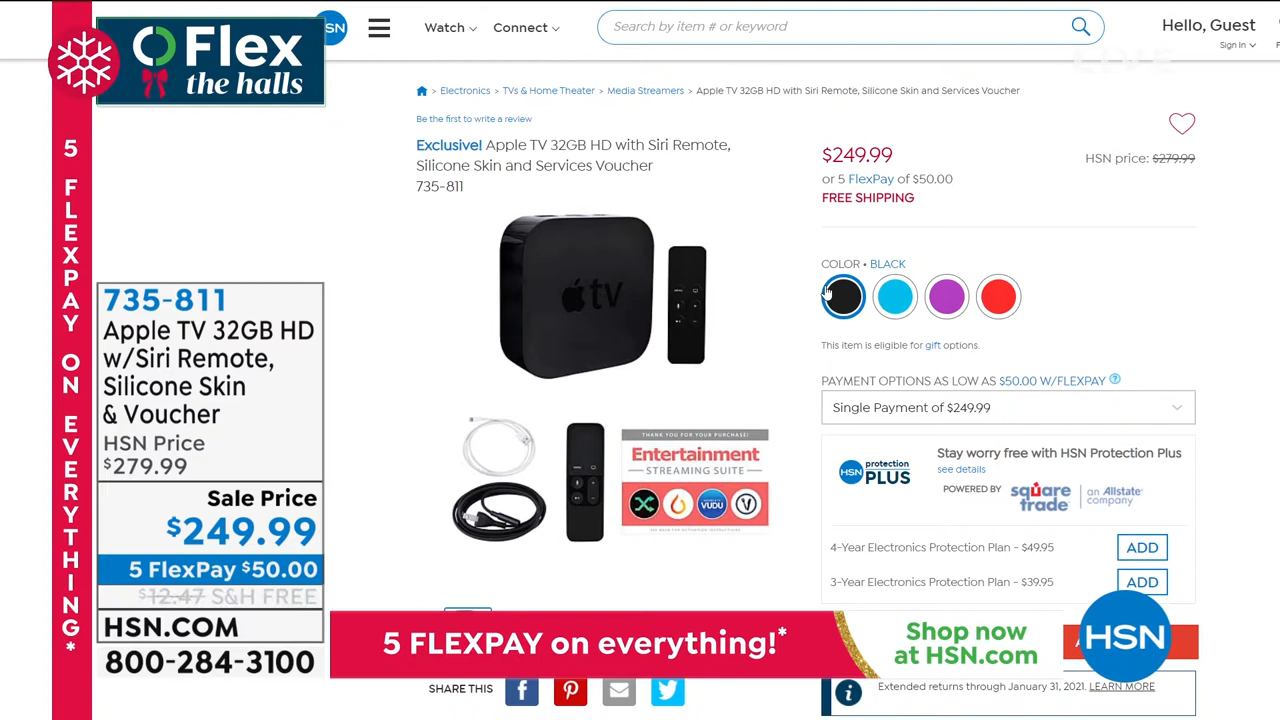 Flex
the halls
5 FLEXPAY ON EVERYTHING!*
735-811
Apple TV 32GB HD
w/Siri Remote,
Silicone Skin
& Voucher
HSN Price
$279.99
Sale Price
$249.99
5 FlexPay $50.00
$12.47 S&H FREE
HSN.COM
800-284-3100
SN
Watch
Connect
Search by item # or keyword
Hello, Guest
Sign In
Electronics > TVs & Home Theater > Media Streamers > Apple TV 32GB HD with Siri Remote, Silicone Skin and Services Voucher
Be the first to write a review
Exclusive! Apple TV 32GB HD with Siri Remote,
Silicone Skin and Services Voucher
735-811
tv
THANK YOU FOR YOUR PURCHASE!
Entertainment
STREAMING SUITE
VUDU
$249.99
HSN price: $279.99
or 5 FlexPay of $50.00
FREE SHIPPING
COLOR • BLACK
This item is eligible for gift options.
PAYMENT OPTIONS AS LOW AS $50.00 W/FLEXPAY ?
Single Payment of $249.99
HSN protection PLUS
Stay worry free with HSN Protection Plus
see details
POWERED BY
square trade
an Allstate company
4-Year Electronics Protection Plan - $49.95
ADD
3-Year Electronics Protection Plan - $39.95
ADD
5 FLEXPAY on everything!*
Shop now
at HSN.com
HSN
SHARE THIS
Extended returns through January 31, 2021. LEARN MORE